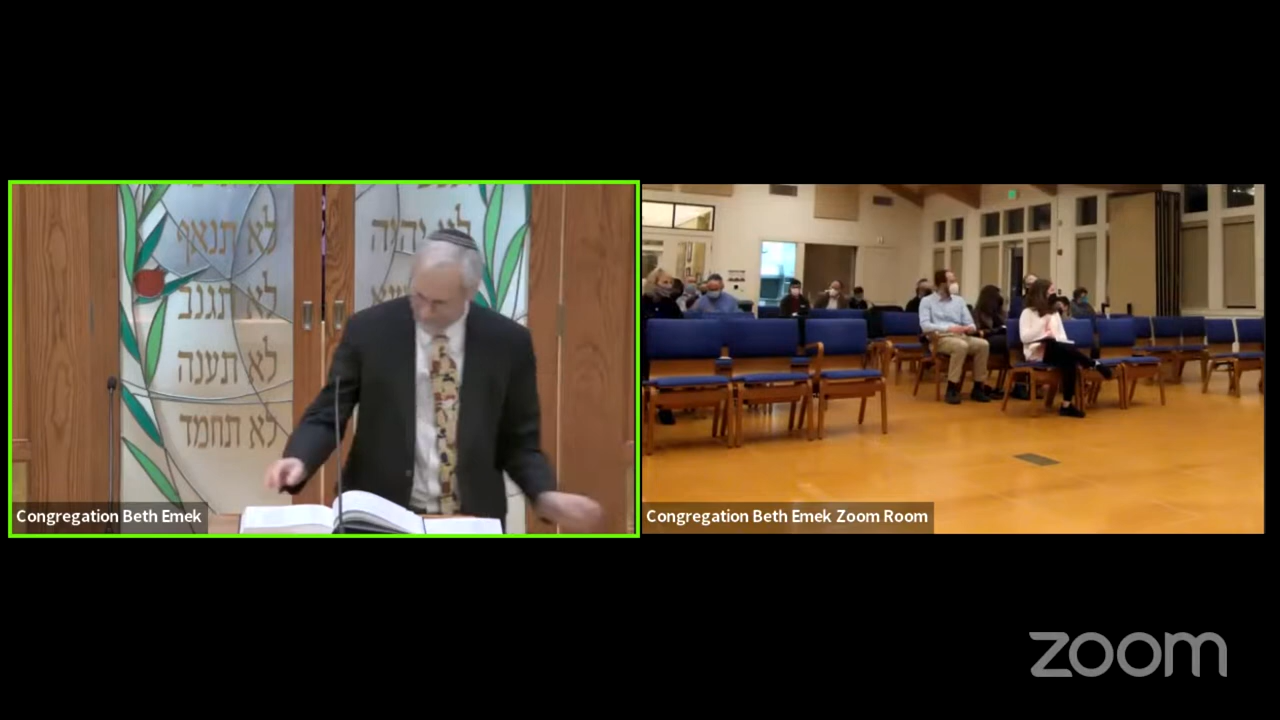 לא תנאף
לא תגנב
לא תענה
לא תחמד
לא יהיה
Congregation Beth Emek
Congregation Beth Emek Zoom Room
zoom